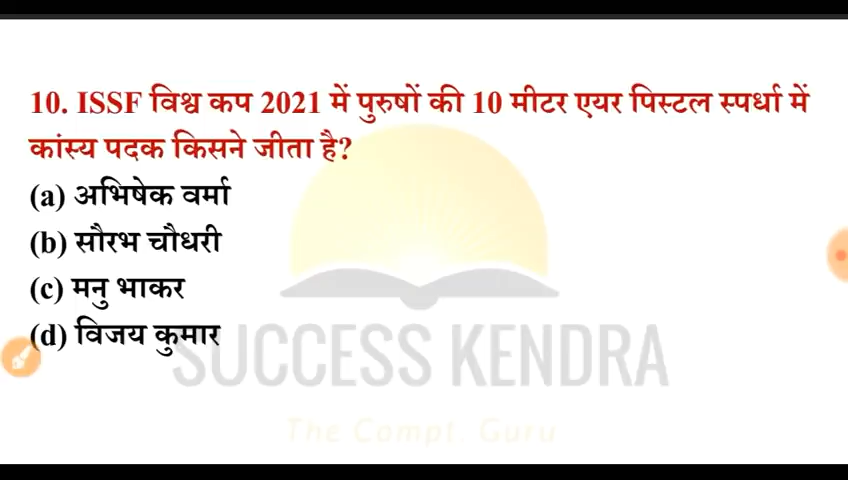 10. ISSF विश्व कप 2021 में पुरुषों की 10 मीटर एयर पिस्टल स्पर्धा में
कांस्य पदक किसने जीता है?
(a) अभिषेक वर्मा
(b) सौरभ चौधरी
(c) मनु भाकर
(d) विजय कुमार
SUCCESS KENDRA
The Compt. Guru